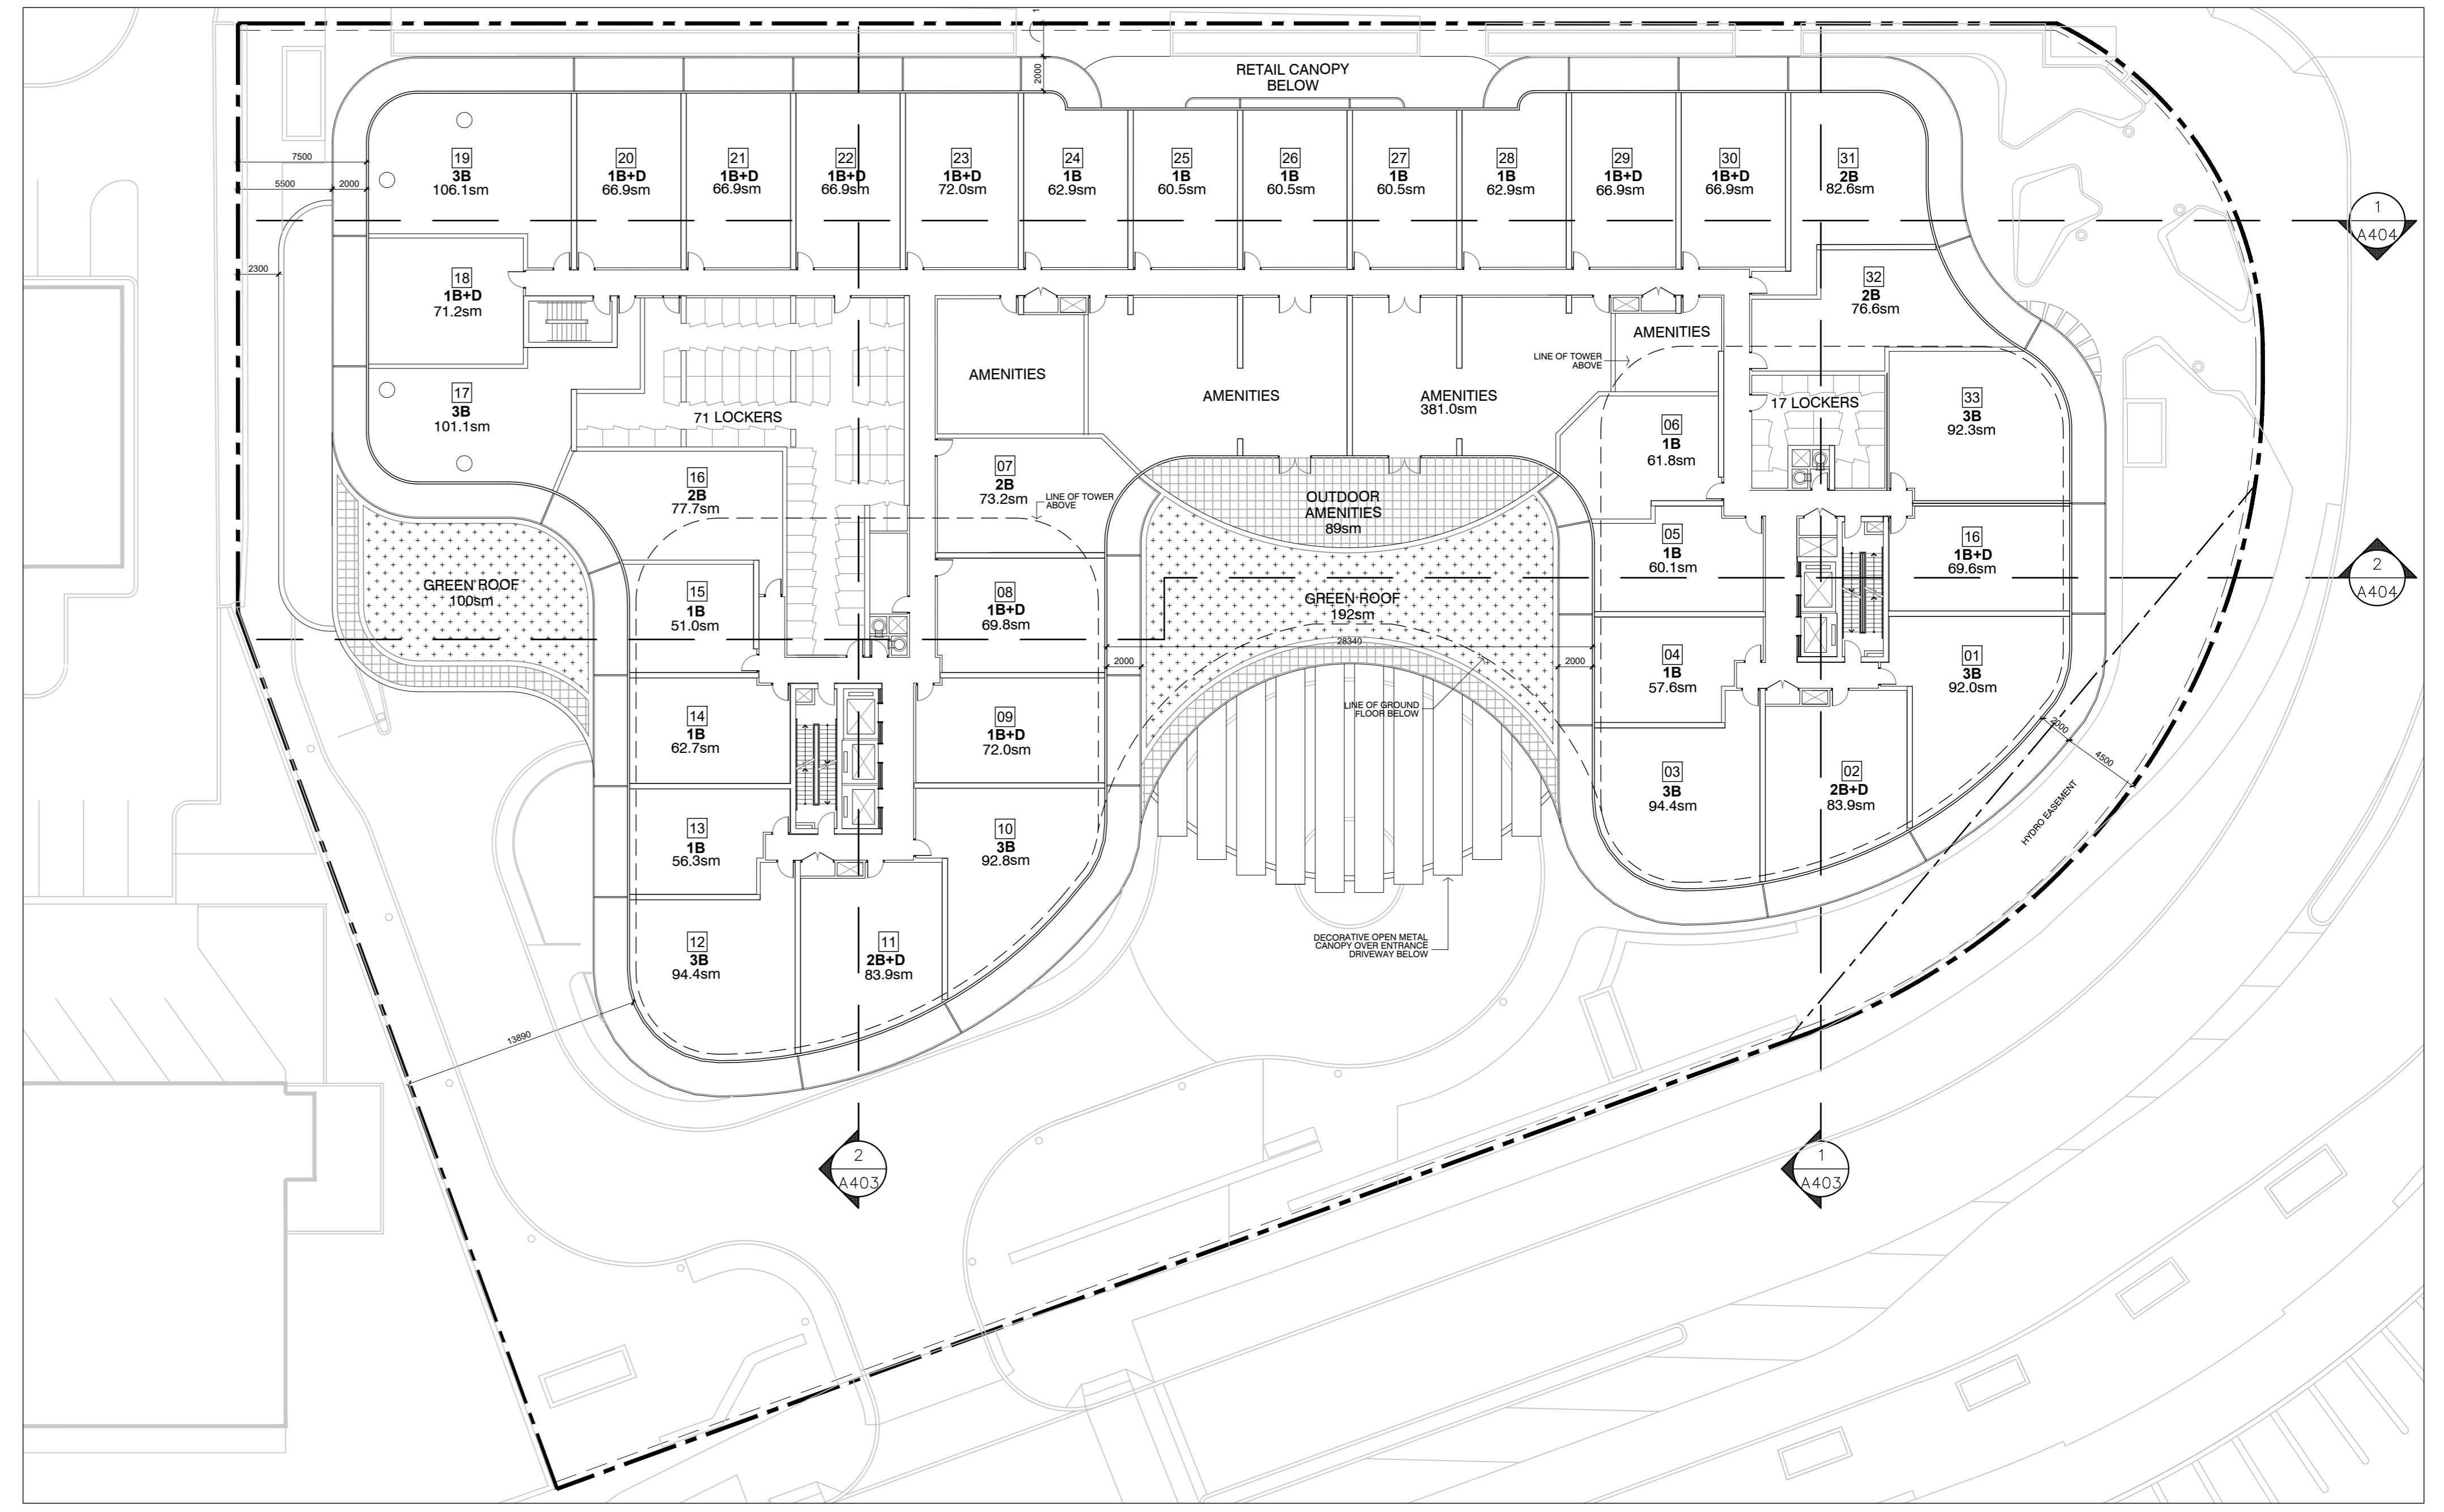 RETAIL CANOPY
BELOW
1
2000
7500
5500
2000
2300
19
3B
106.1sm
20
1B+D
66.9sm
21
1B+D
66.9sm
22
1B+D
66.9sm
23
1B+D
72.0sm
24
1B
62.9sm
25
1B
60.5sm
26
1B
60.5sm
27
1B
60.5sm
28
1B
62.9sm
29
1B+D
66.9sm
30
1B+D
66.9sm
31
2B
82.6sm
1
A404
18
1B+D
71.2sm
32
2B
76.6sm
17
3B
101.1sm
71 LOCKERS
AMENITIES
AMENITIES
AMENITIES
381.0sm
AMENITIES
LINE OF TOWER
ABOVE
17 LOCKERS
33
3B
92.3sm
06
1B
61.8sm
16
2B
77.7sm
07
2B
73.2sm
LINE OF TOWER
ABOVE
OUTDOOR
AMENITIES
89sm
05
1B
60.1sm
16
1B+D
69.6sm
2
A404
GREEN ROOF
100sm
15
1B
51.0sm
08
1B+D
69.8sm
GREEN ROOF
192sm
28340
2000
2000
04
1B
57.6sm
01
3B
92.0sm
LINE OF GROUND
FLOOR BELOW
14
1B
62.7sm
09
1B+D
72.0sm
03
3B
94.4sm
02
2B+D
83.9sm
2000
4500
HYDRO EASEMENT
13
1B
56.3sm
10
3B
92.8sm
12
3B
94.4sm
11
2B+D
83.9sm
DECORATIVE OPEN METAL
CANOPY OVER ENTRANCE
DRIVEWAY BELOW
13890
2
A403
1
A403